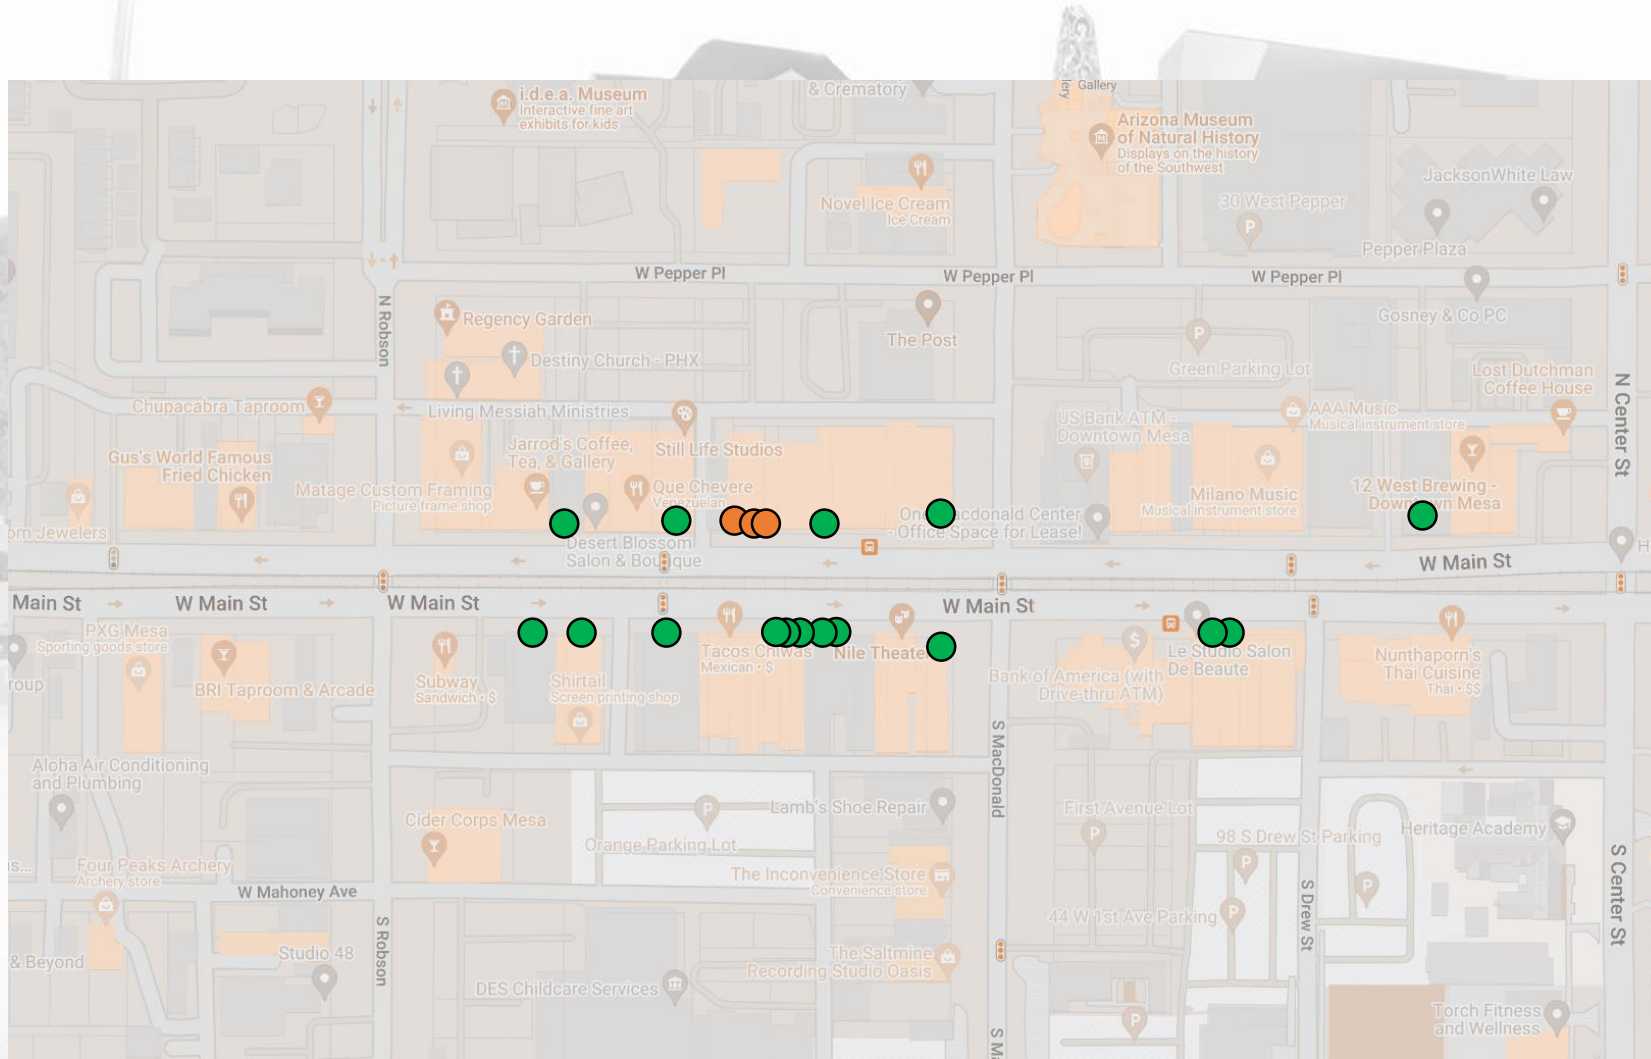 i.d.e.a. Museum
Interactive fine art
exhibits for kids
& Crematory
Gallery
Arizona Museum
of Natural History
Displays on the history
of the Southwest
JacksonWhite Law
Novel Ice Cream
Ice Cream
30 West Pepper
Pepper Plaza
W Pepper Pl
W Pepper Pl
W Pepper Pl
N Robson
Regency Garden
Destiny Church - PHX
The Post
Gosney & Co PC
Green Parking Lot
Lost Dutchman
Coffee House
N Center St
Chupacabra Taproom
Living Messiah Ministries
US Bank ATM -
Downtown Mesa
AAA Music
Musical instrument store
Gus's World Famous
Fried Chicken
Jarrod's Coffee,
Tea, & Gallery
Still Life Studios
Matage Custom Framing
Picture frame shop
Que Chevere
Venezuelan
Milano Music
Musical instrument store
12 West Brewing -
Downtown Mesa
om Jewelers
Desert Blossom
Salon & Boutique
Macdonald Center
- Office Space for Lease!
W Main St
H
Main St
W Main St
W Main St
W Main St
PXG Mesa
Sporting goods store
roup
BRI Taproom & Arcade
Subway
Sandwich • $
Shirtail
Screen printing shop
Tacos Chiwas
Mexican • $
Nile Theater
Bank of America (with
Drive-thru ATM)
Le Studio Salon
De Beaute
Nunthaporn's
Thai Cuisine
Thai • $$
S MacDonald
Aloha Air Conditioning
and Plumbing
Cider Corps Mesa
Lamb's Shoe Repair
Orange Parking Lot
First Avenue Lot
98 S Drew St Parking
Heritage Academy
s...
Four Peaks Archery
Archery store
W Mahoney Ave
The Inconvenience Store
Convenience store
44 W 1st Ave Parking
S Robson
S Drew St
S Center St
& Beyond
Studio 48
DES Childcare Services
The Saltmine
Recording Studio Oasis
Torch Fitness
and Wellness